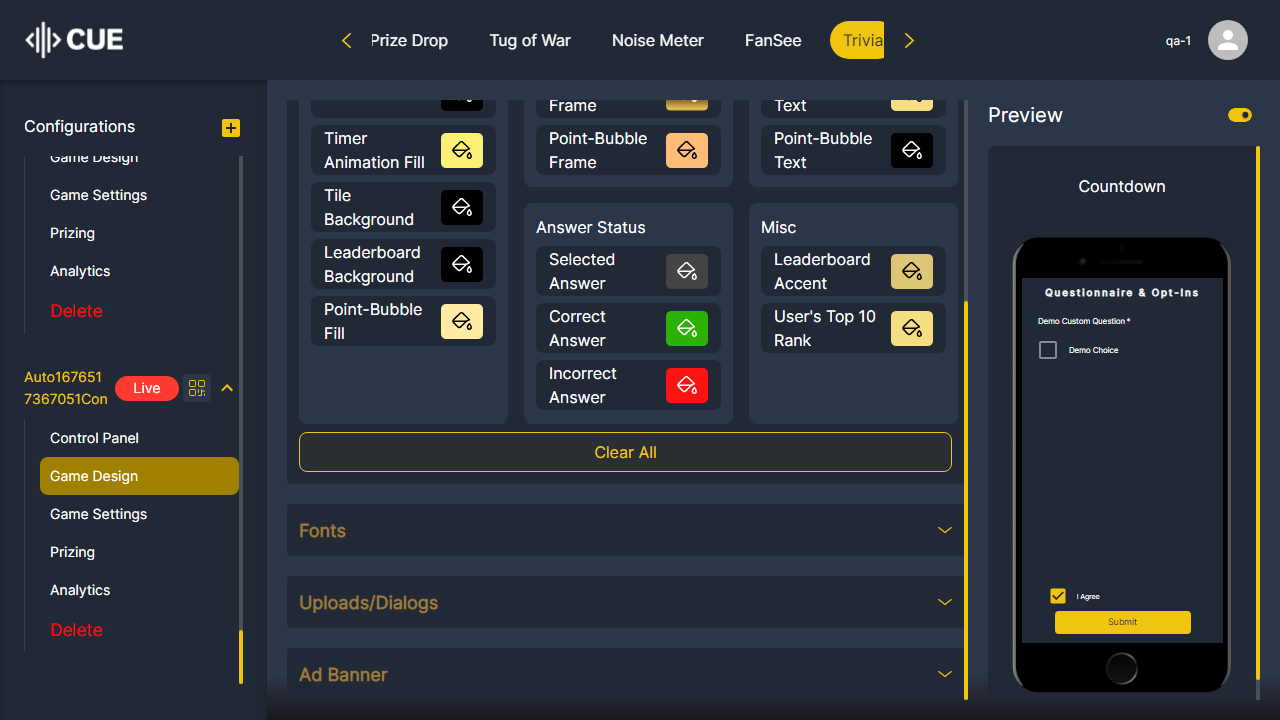 CUE
Prize Drop
Tug of War
Noise Meter
FanSee
Trivia
qa-1
Configurations
Game Design
Game Settings
Prizing
Analytics
Delete
Auto167651
7367051Con
Live
Control Panel
Game Design
Game Settings
Prizing
Analytics
Delete
Timer
Animation Fill
Tile
Background
Leaderboard
Background
Point-Bubble
Fill
Frame
Point-Bubble
Frame
Text
Point-Bubble
Text
Answer Status
Selected
Answer
Correct
Answer
Incorrect
Answer
Misc
Leaderboard
Accent
User's Top 10
Rank
Clear All
Fonts
Uploads/Dialogs
Ad Banner
Preview
Countdown
Questionnaire & Opt-Ins
Demo Custom Question *
Demo Choice
I Agree
Submit